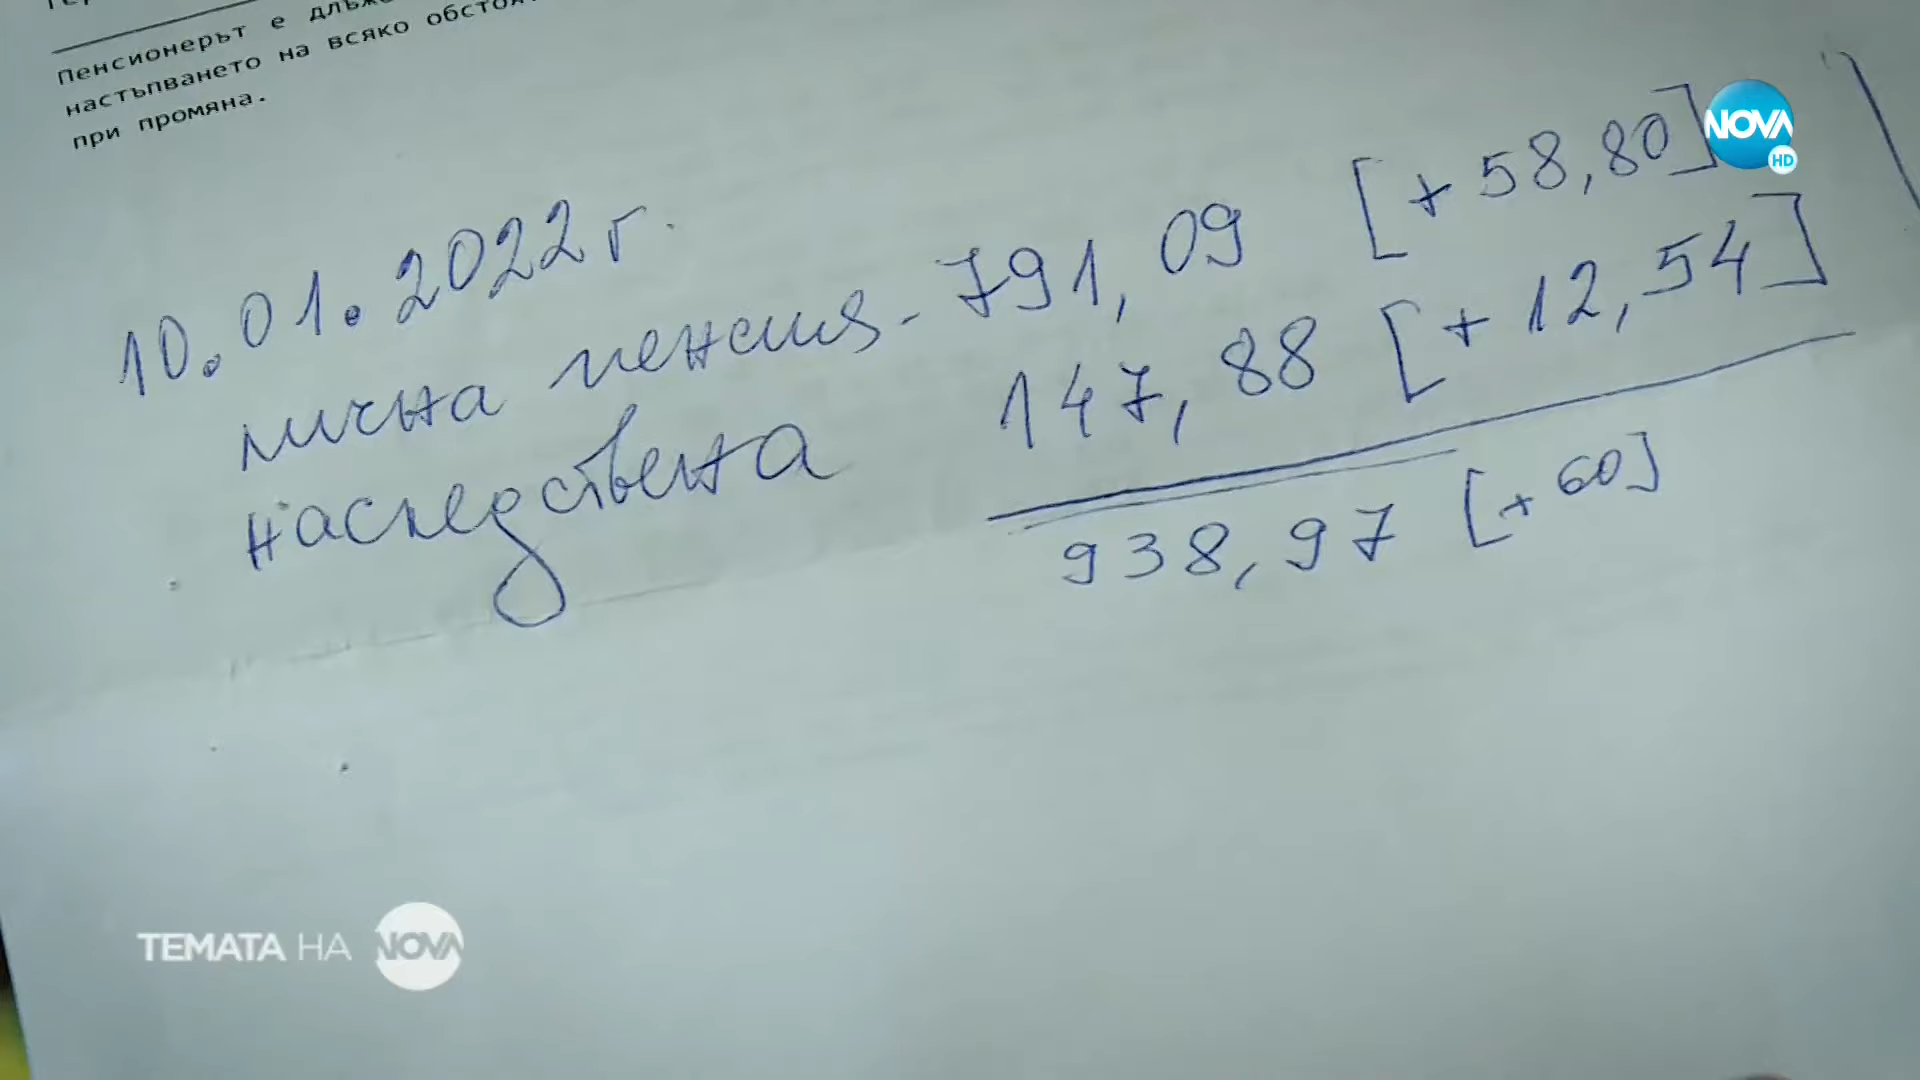 Пенсионерът е длъж
настъпването на всяко обсто
при промяна.
NOVA
HD
10.01.2022 г.
лична пенсия - 791,09 [+ 58,80]
наследствена 147,88 [+ 12,54]
938,97 [+ 60]
ТЕМАТА НА NOVA